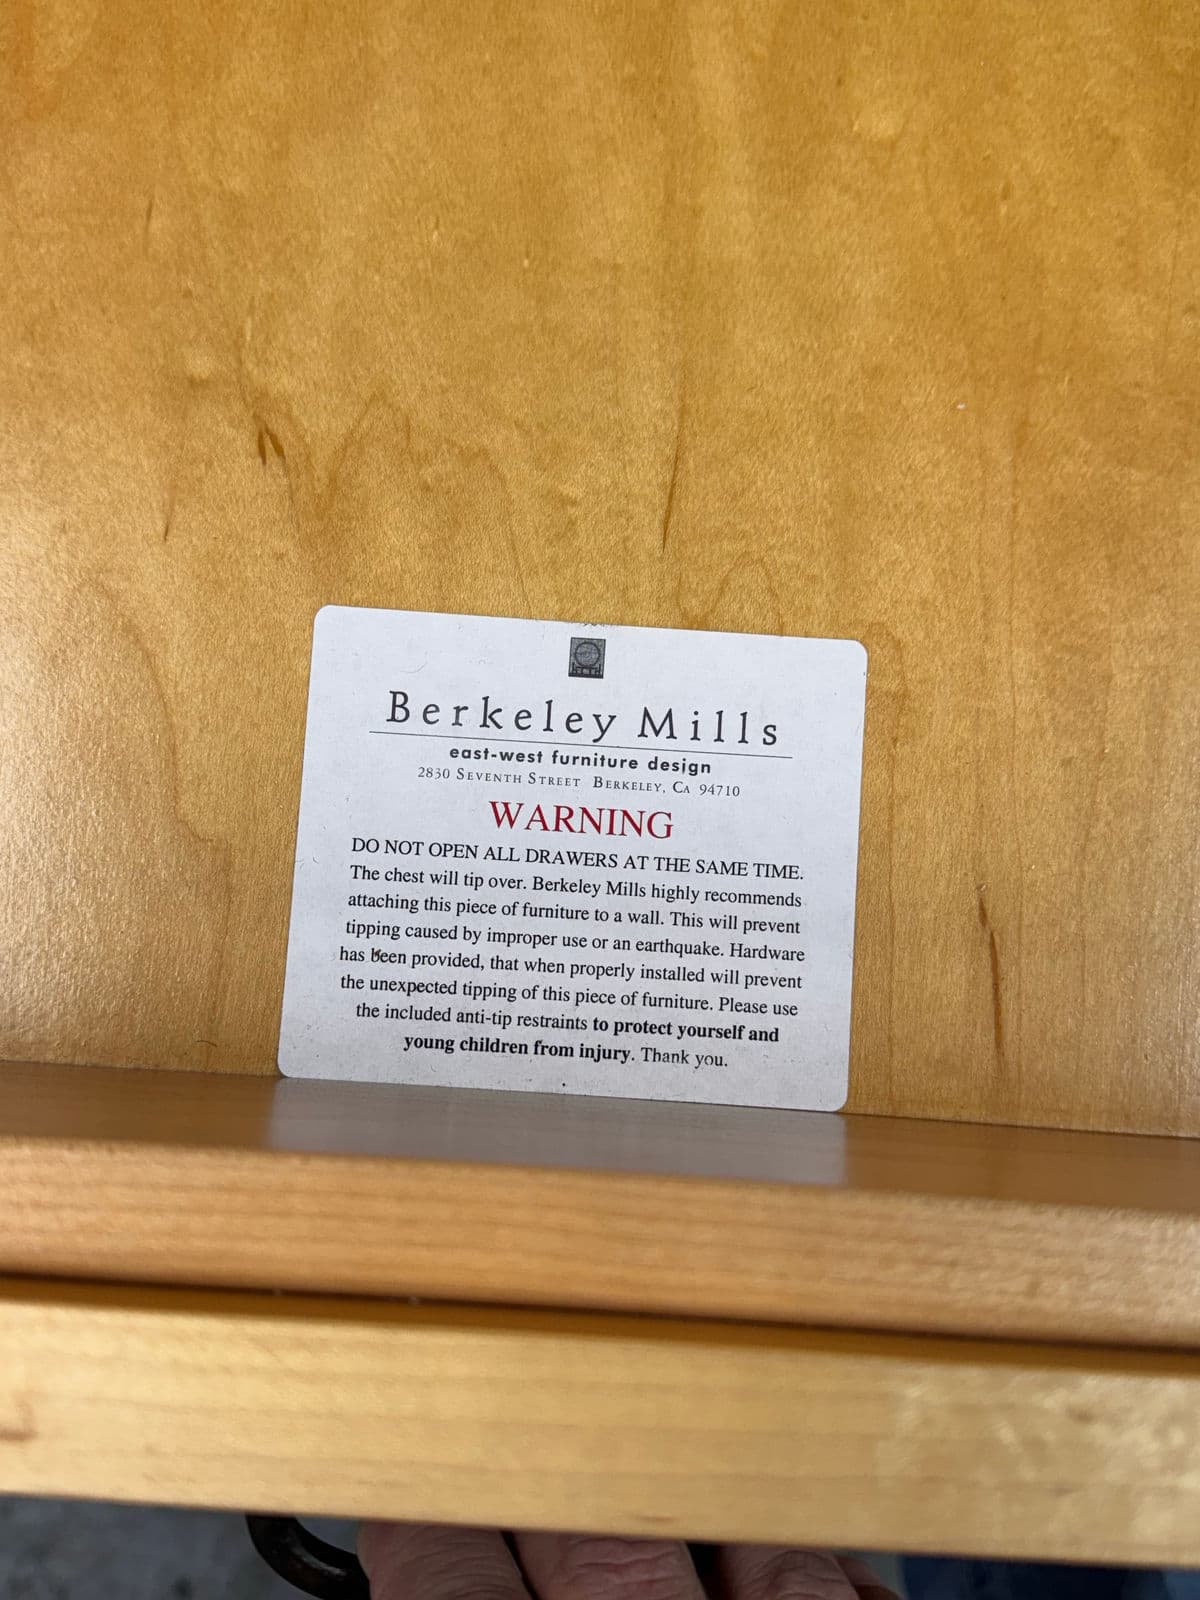 Berkeley Mills
east-west furniture design
2830 Seventh Street Berkeley, Ca 94710
WARNING
DO NOT OPEN ALL DRAWERS AT THE SAME TIME.
The chest will tip over. Berkeley Mills highly recommends
attaching this piece of furniture to a wall. This will prevent
tipping caused by improper use or an earthquake. Hardware
has been provided, that when properly installed will prevent
the unexpected tipping of this piece of furniture. Please use
the included anti-tip restraints to protect yourself and
young children from injury. Thank you.